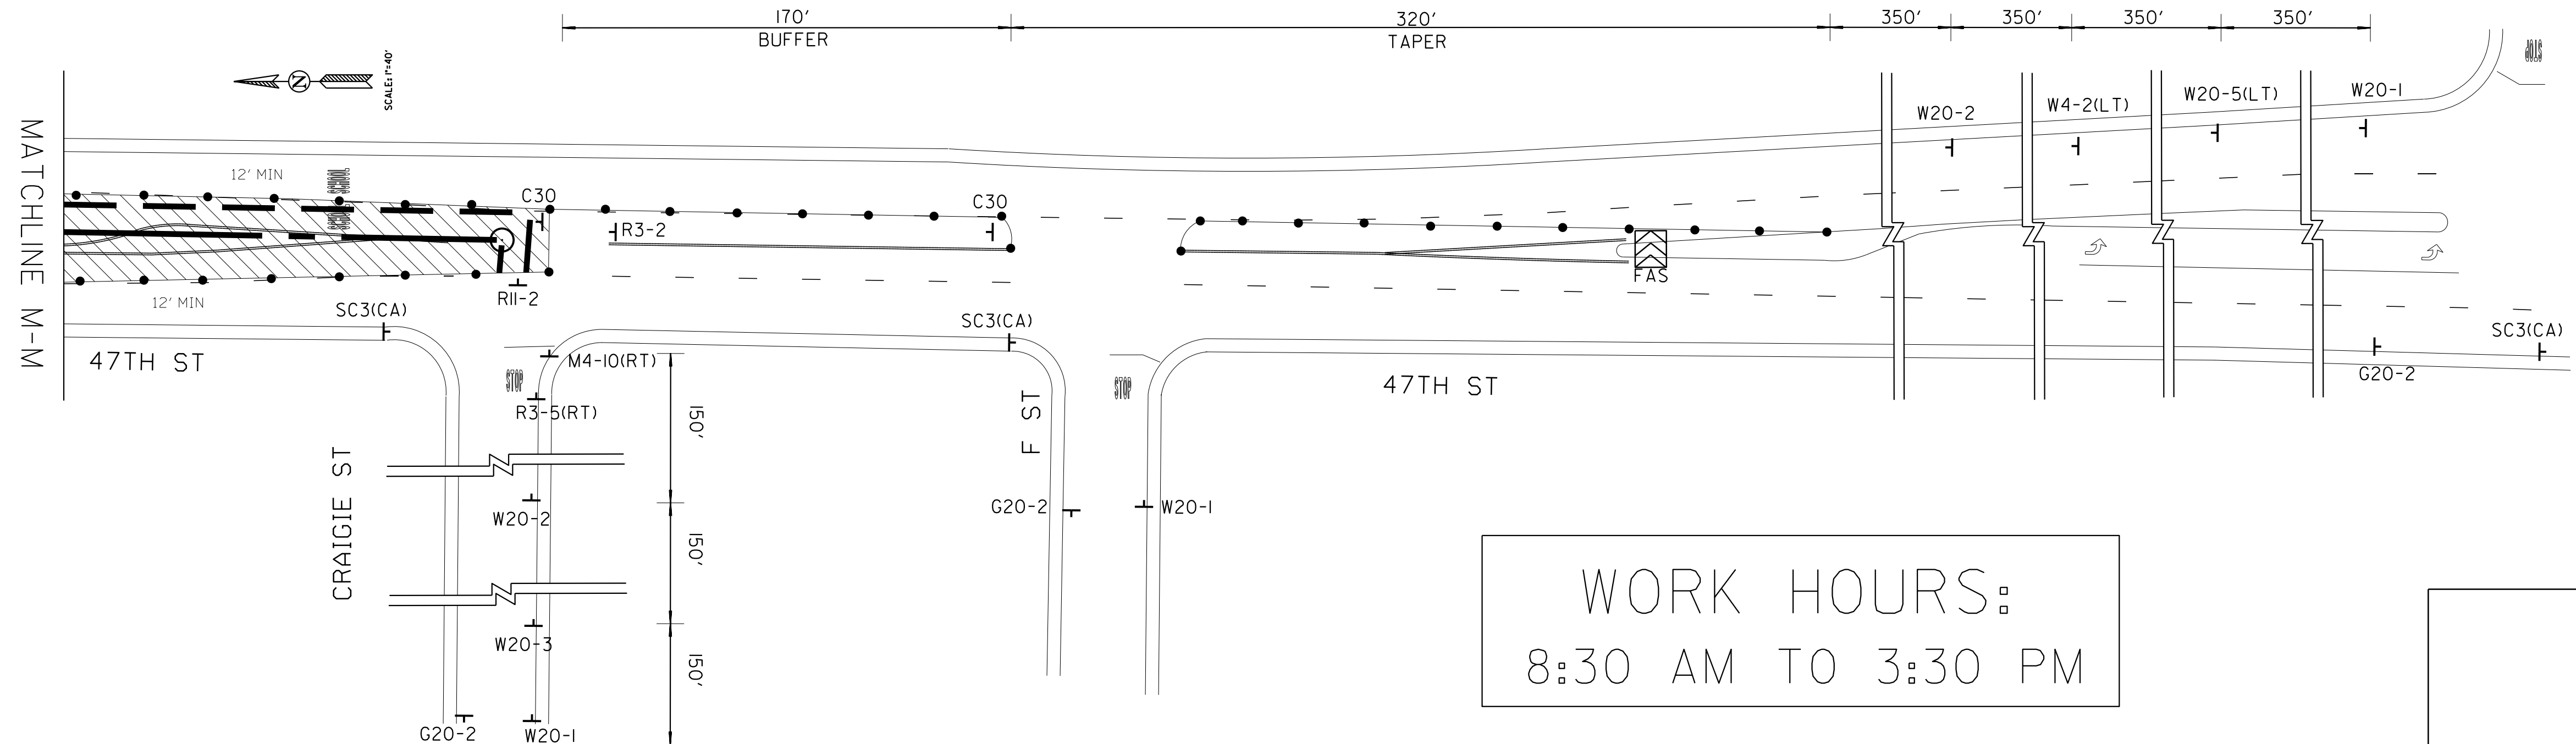 170'
BUFFER
320'
TAPER
350'
350'
350'
350'
STOP
N
SCALE: 1"=40'
W20-2
W4-2(LT)
W20-5(LT)
W20-1
MATCHLINE M-M
12' MIN
SCHOOL
SCHOOL
C30
R3-2
C30
12' MIN
R11-2
FAS
SC3(CA)
SC3(CA)
SC3(CA)
47TH ST
M4-10(RT)
47TH ST
G20-2
STOP
STOP
R3-5(RT)
150'
F ST
CRAIGIE ST
W20-2
G20-2
W20-1
150'
W20-3
150'
G20-2
W20-1
WORK HOURS:
8:30 AM TO 3:30 PM